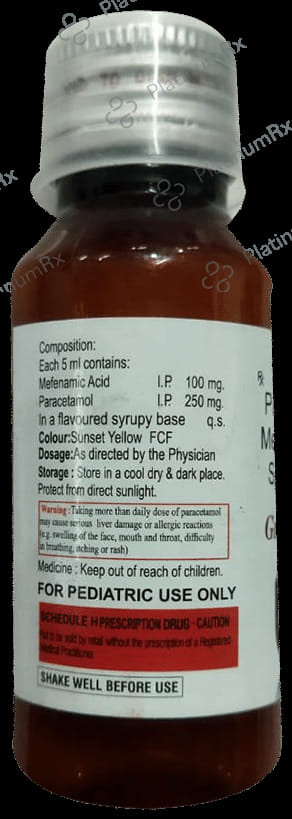 Composition:
Each 5 ml contains:
Mefenamic Acid I.P. 100 mg.
Paracetamol I.P. 250 mg.
In a flavoured syrupy base q.s.
Colour:Sunset Yellow FCF
Dosage:As directed by the Physician
Storage : Store in a cool dry & dark place.
Protect from direct sunlight.
Warning : Taking more than daily dose of paracetamol
may cause serious liver damage or allergic reactions
(e.g. swelling of the face, mouth and throat, difficulty
in breathing, itching or rash)
Medicine : Keep out of reach of children.
FOR PEDIATRIC USE ONLY
SCHEDULE H PRESCRIPTION DRUG - CAUTION
Not to be sold by retail without the prescription of a Registered
Medical Practitioner.
SHAKE WELL BEFORE USE
PlatinumRx